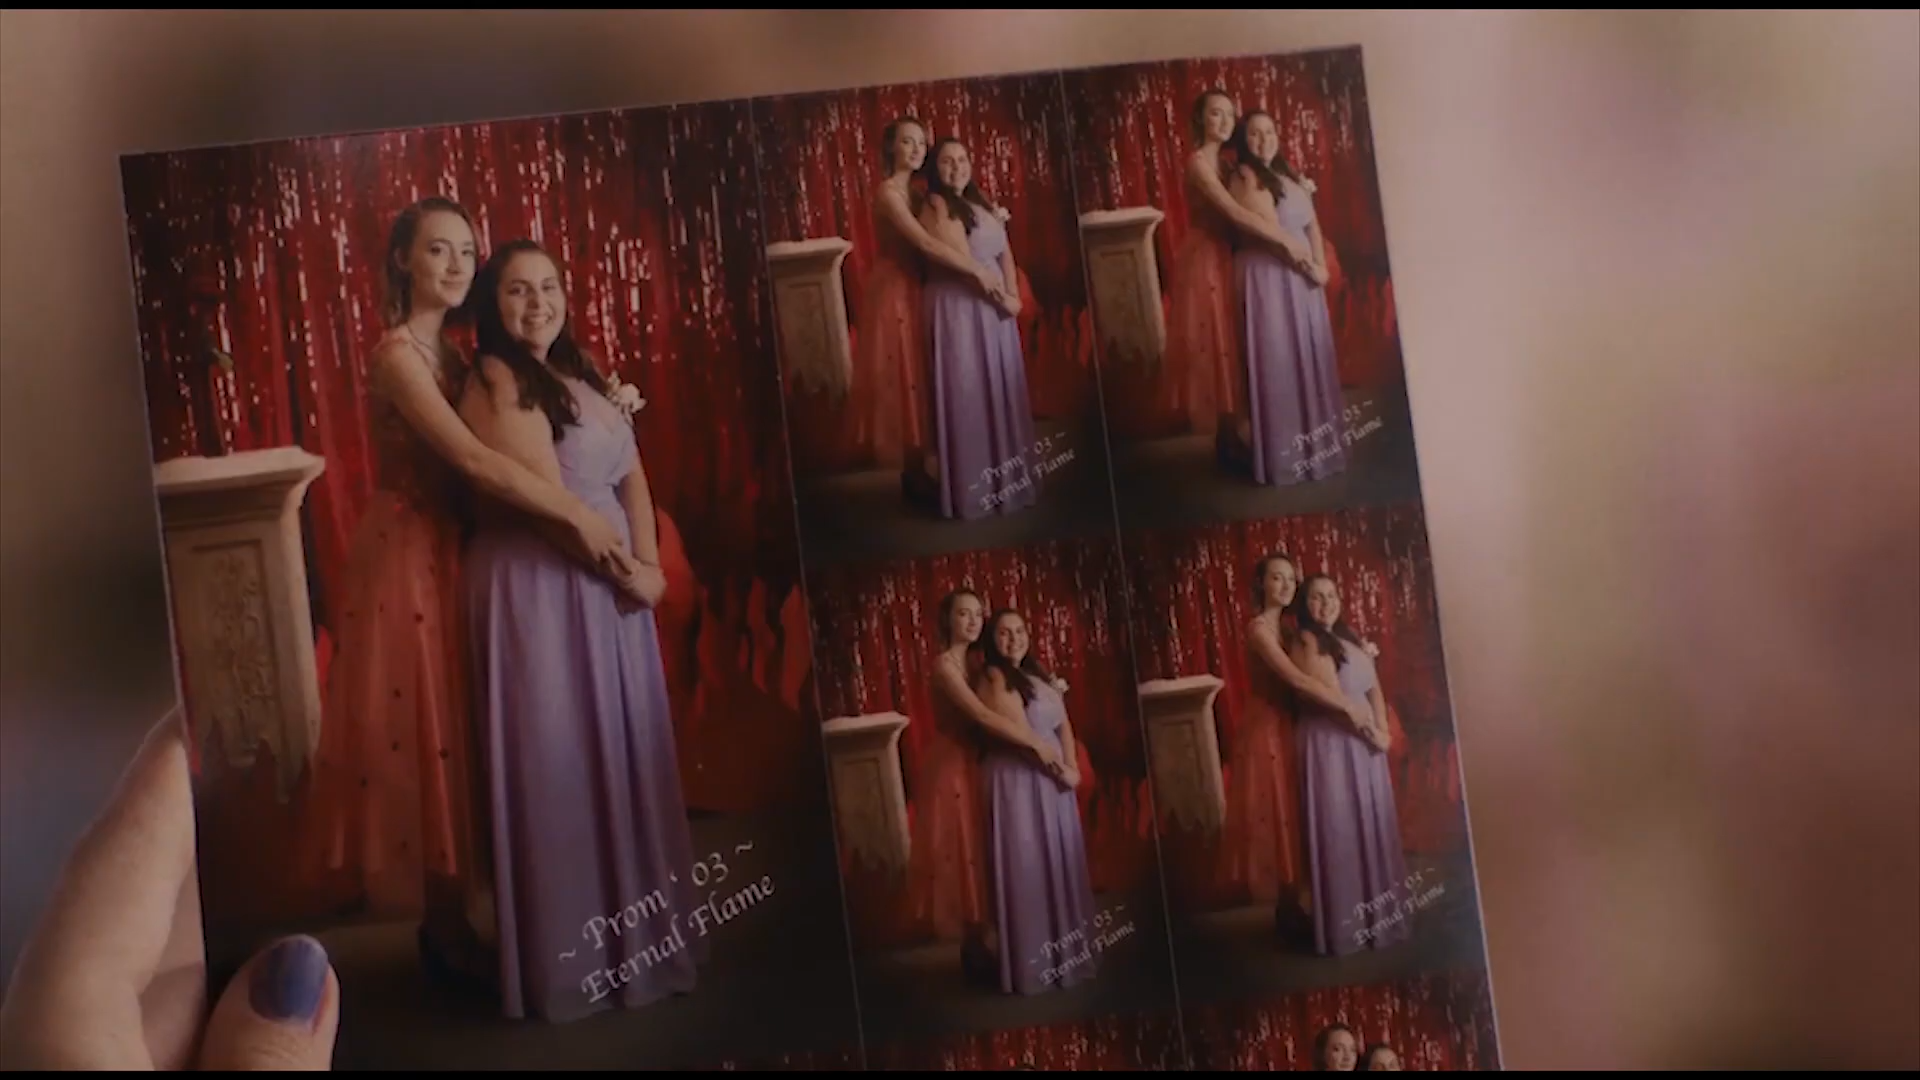 ~ Prom ‘ 03 ~
Eternal Flame
~ Prom ‘ 03 ~
Eternal Flame
~ Prom ‘ 03 ~
Eternal Flame
~ Prom ‘ 03 ~
Eternal Flame
~ Prom ‘ 03 ~
Eternal Flame